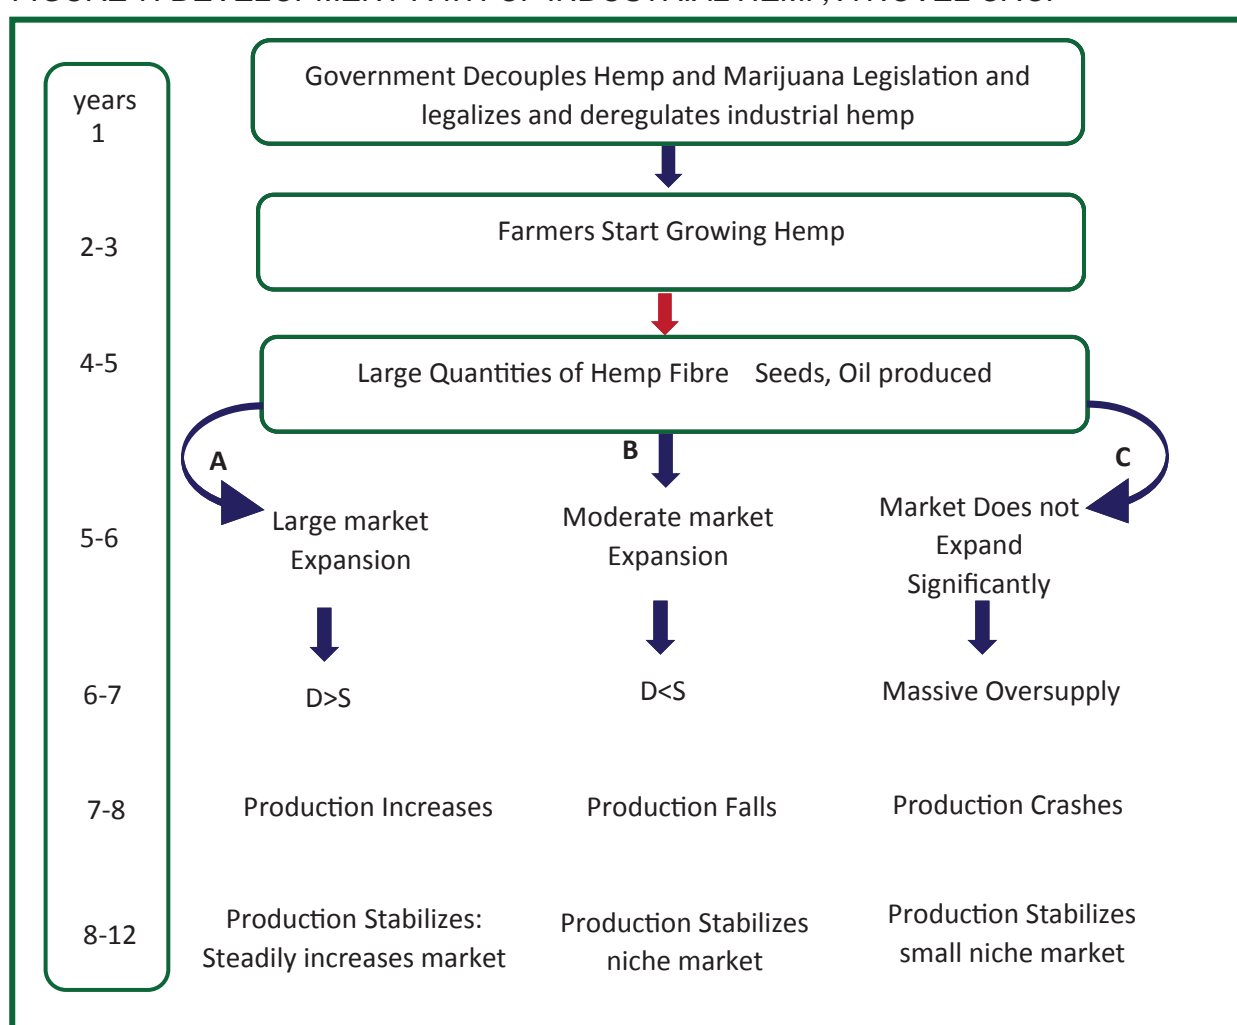 years
1
Government Decouples Hemp and Marijuana Legislation and
legalizes and deregulates industrial hemp
2-3
Farmers Start Growing Hemp
4-5
Large Quantities of Hemp Fibre Seeds, Oil produced
A
B
C
5-6
Large market
Expansion
Moderate market
Expansion
Market Does not
Expand
Significantly
6-7
D>S
D<S
Massive Oversupply
7-8
Production Increases
Production Falls
Production Crashes
8-12
Production Stabilizes:
Steadily increases market
Production Stabilizes
niche market
Production Stabilizes
small niche market